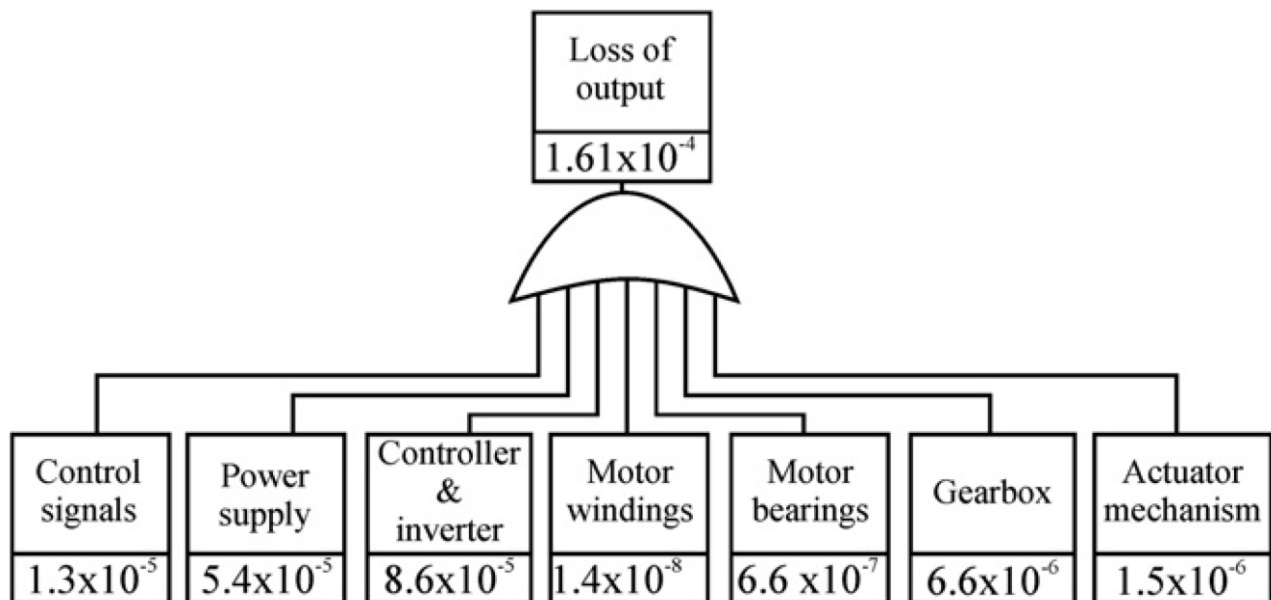 Loss of
output
1.61x10⁻⁴
Control
signals
1.3x10⁻⁵
Power
supply
5.4x10⁻⁵
Controller
&
inverter
8.6x10⁻⁵
Motor
windings
1.4x10⁻⁸
Motor
bearings
6.6 x10⁻⁷
Gearbox
6.6x10⁻⁶
Actuator
mechanism
1.5x10⁻⁶